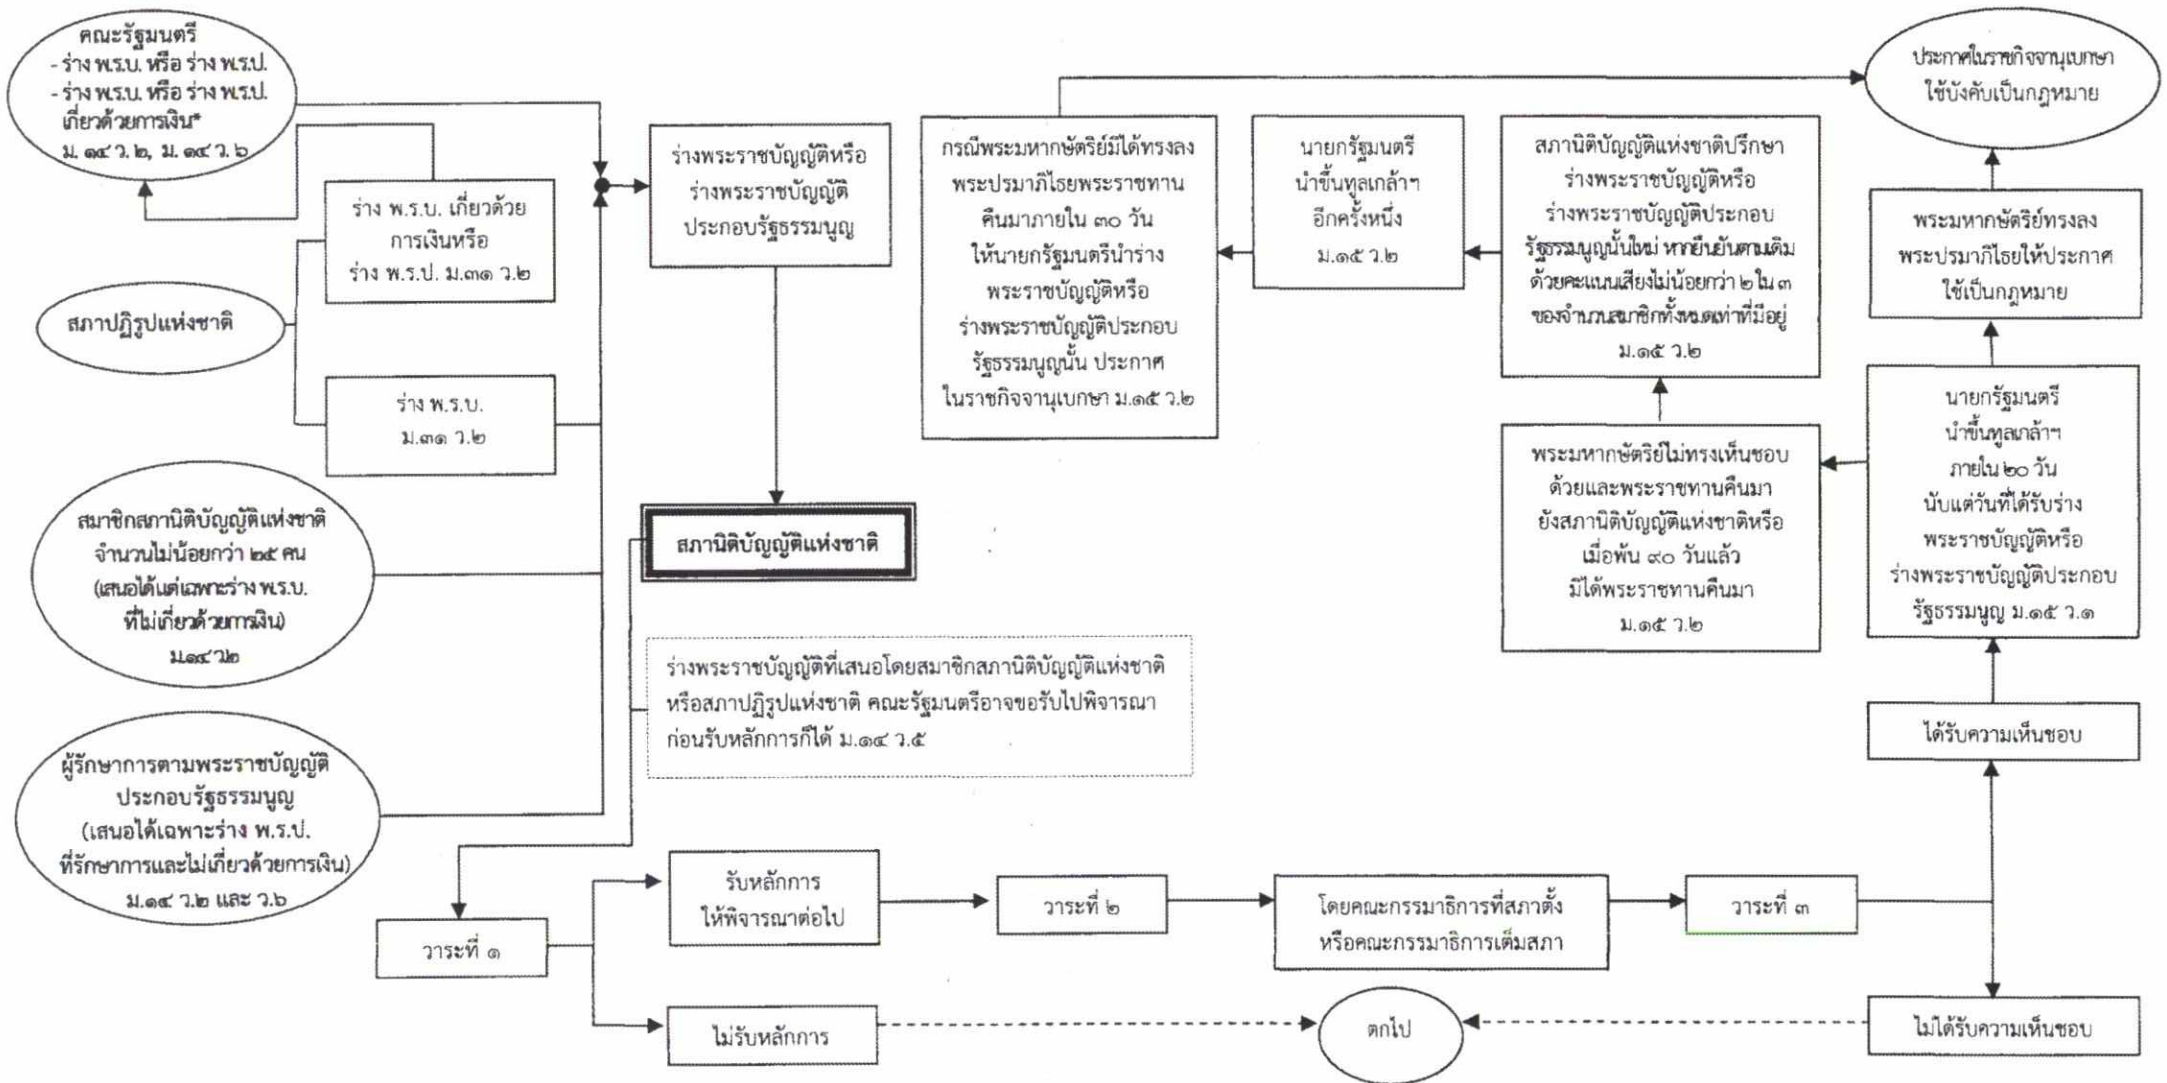 คณะรัฐมนตรี
- ร่าง พ.ร.บ. หรือ ร่าง พ.ร.ป.
- ร่าง พ.ร.บ. หรือ ร่าง พ.ร.ป.
เกี่ยวด้วยการเงิน*
ม. ๑๔ ว. ๒, ม. ๑๔ ว. ๖
ร่าง พ.ร.บ. เกี่ยวด้วย
การเงินหรือ
ร่าง พ.ร.ป. ม.๓๑ ว.๒
สภาปฏิรูปแห่งชาติ
ร่าง พ.ร.บ.
ม.๓๑ ว.๒
สมาชิกสภานิติบัญญัติแห่งชาติ
จำนวนไม่น้อยกว่า ๒๕ คน
(เสนอได้แต่เฉพาะร่าง พ.ร.บ.
ที่ไม่เกี่ยวด้วยการเงิน)
ม.๑๔ ว.๒
ผู้รักษาการตามพระราชบัญญัติ
ประกอบรัฐธรรมนูญ
(เสนอได้เฉพาะร่าง พ.ร.ป.
ที่รักษาการและไม่เกี่ยวด้วยการเงิน)
ม.๑๔ ว.๒ และ ว.๖
ร่างพระราชบัญญัติหรือ
ร่างพระราชบัญญัติ
ประกอบรัฐธรรมนูญ
สภานิติบัญญัติแห่งชาติ
ร่างพระราชบัญญัติที่เสนอโดยสมาชิกสภานิติบัญญัติแห่งชาติ
หรือสภาปฏิรูปแห่งชาติ คณะรัฐมนตรีอาจขอรับไปพิจารณา
ก่อนรับหลักการก็ได้ ม.๑๔ ว.๕
วาระที่ ๑
รับหลักการ
ให้พิจารณาต่อไป
ไม่รับหลักการ
วาระที่ ๒
โดยคณะกรรมาธิการที่สภาตั้ง
หรือคณะกรรมาธิการเต็มสภา
วาระที่ ๓
ตกไป
ไม่ได้รับความเห็นชอบ
ได้รับความเห็นชอบ
นายกรัฐมนตรี
นำขึ้นทูลเกล้าฯ
ภายใน ๒๐ วัน
นับแต่วันที่ได้รับร่าง
พระราชบัญญัติหรือ
ร่างพระราชบัญญัติประกอบ
รัฐธรรมนูญ ม.๑๕ ว.๑
พระมหากษัตริย์ทรงลง
พระปรมาภิไธยให้ประกาศ
ใช้เป็นกฎหมาย
ประกาศในราชกิจจานุเบกษา
ใช้บังคับเป็นกฎหมาย
พระมหากษัตริย์ไม่ทรงเห็นชอบ
ด้วยและพระราชทานคืนมา
ยังสภานิติบัญญัติแห่งชาติหรือ
เมื่อพ้น ๙๐ วันแล้ว
มิได้พระราชทานคืนมา
ม.๑๕ ว.๒
สภานิติบัญญัติแห่งชาติปรึกษา
ร่างพระราชบัญญัติหรือ
ร่างพระราชบัญญัติประกอบ
รัฐธรรมนูญนั้นใหม่ หากยืนยันตามเดิม
ด้วยคะแนนเสียงไม่น้อยกว่า ๒ ใน ๓
ของจำนวนสมาชิกทั้งหมดเท่าที่มีอยู่
ม.๑๕ ว.๒
นายกรัฐมนตรี
นำขึ้นทูลเกล้าฯ
อีกครั้งหนึ่ง
ม.๑๕ ว.๒
กรณีพระมหากษัตริย์มิได้ทรงลง
พระปรมาภิไธยพระราชทาน
คืนมาภายใน ๓๐ วัน
ให้นายกรัฐมนตรีนำร่าง
พระราชบัญญัติหรือ
ร่างพระราชบัญญัติประกอบ
รัฐธรรมนูญนั้น ประกาศ
ในราชกิจจานุเบกษา ม.๑๕ ว.๒